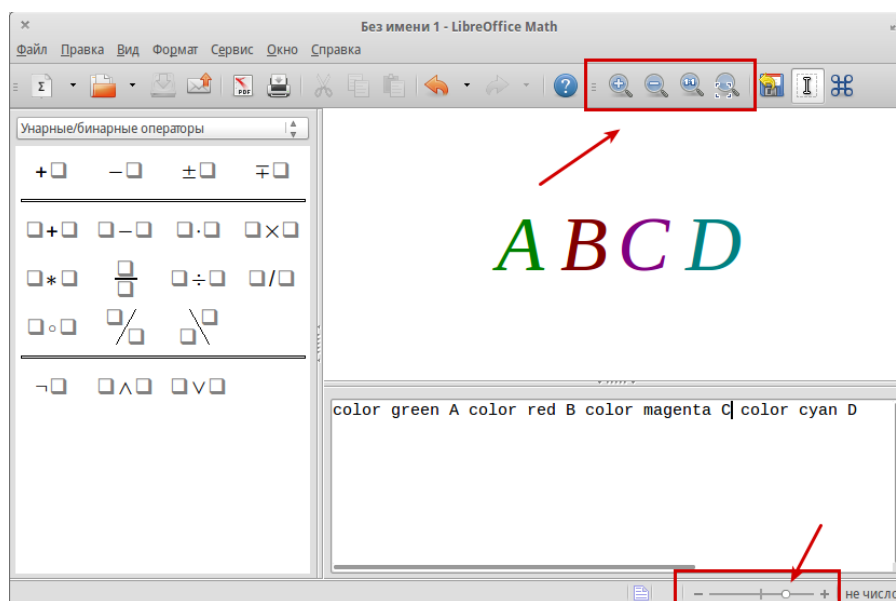 Без имени 1 - LibreOffice Math
Файл Правка Вид Формат Сервис Окно Справка
Унарные/бинарные операторы
+□ −□ ±□ ∓□
□+□ □−□ □·□ □×□
□∗□ □/□ □÷□ □/□
□∘□ □/□ □\□
¬□ □∧□ □∨□
A B C D
color green A color red B color magenta C color cyan D
не число